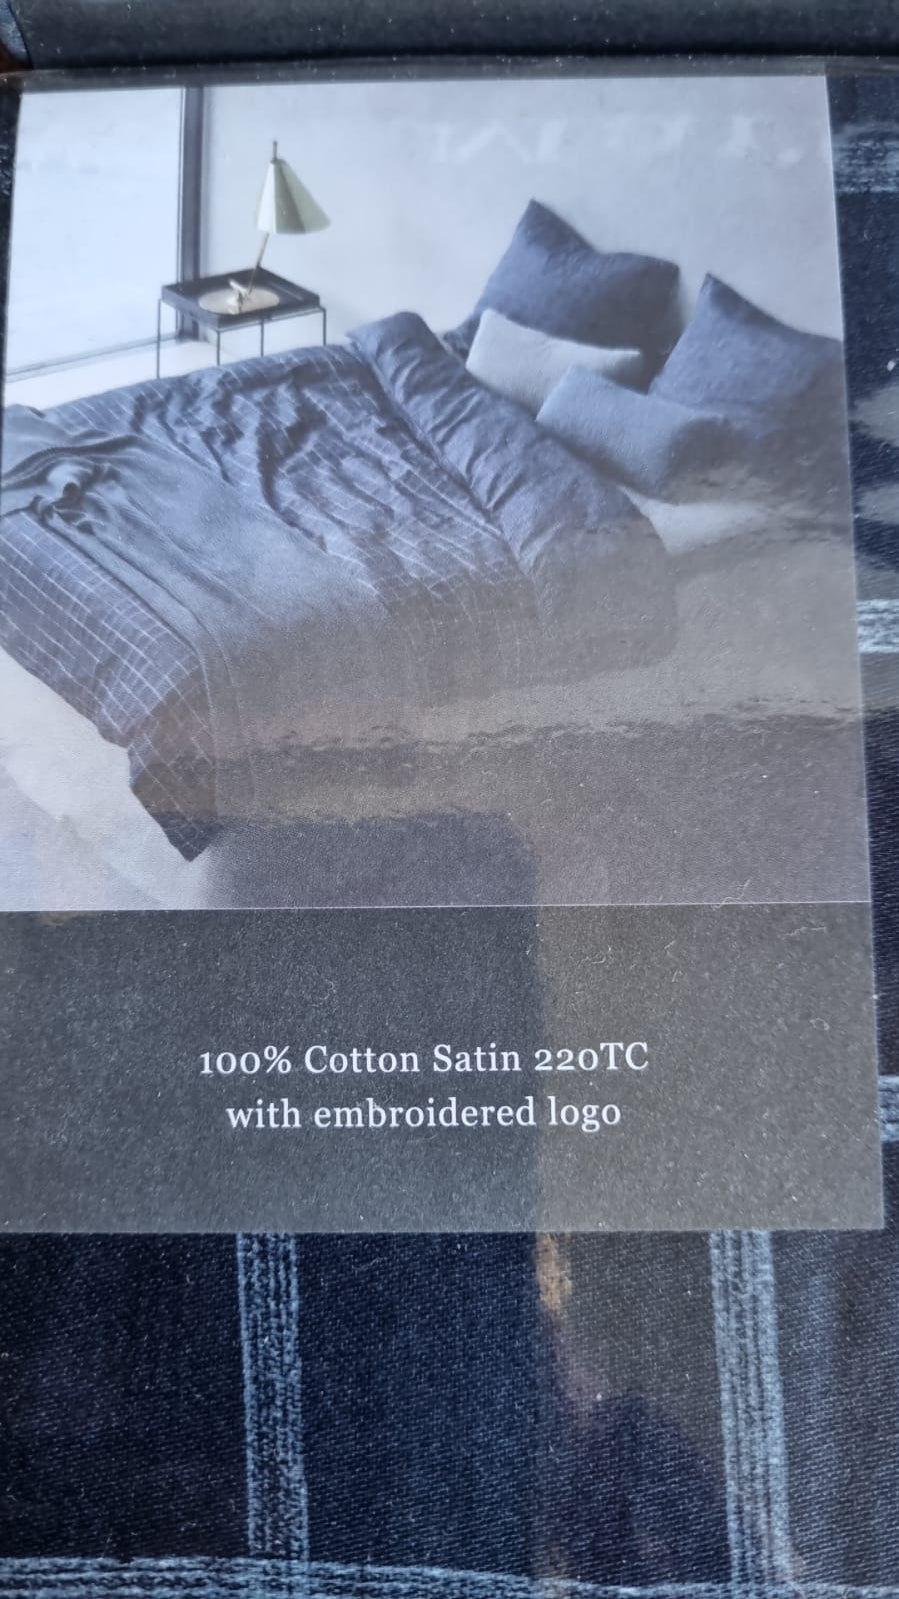 100% Cotton Satin 220TC
with embroidered logo